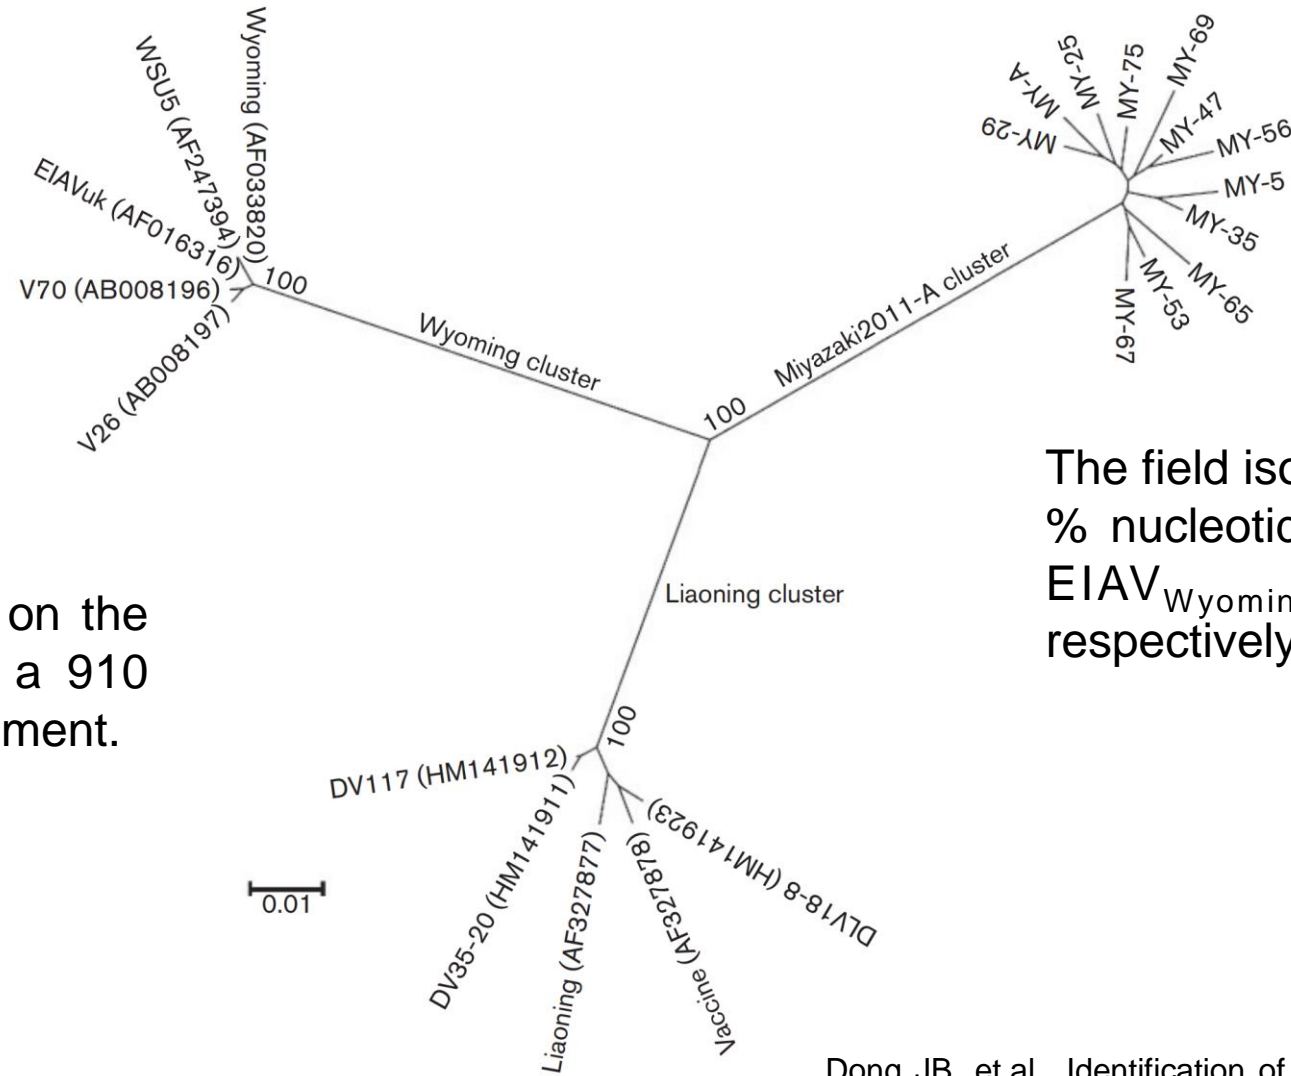 Wyoming (AF033820)
WSU5 (AF247394)
EIAVuk (AF016316)
V70 (AB008196)
V26 (AB008197)
100
Wyoming cluster
MY-29
MY-A
MY-25
MY-75
MY-69
MY-47
MY-56
MY-5
MY-35
MY-65
MY-53
MY-67
Miyazaki2011-A cluster
100
Liaoning cluster
100
DV117 (HM141912)
DV35-20 (HM141911)
Liaoning (AF327877)
Vaccine (AF327878)
DLV18-8 (HM141923)
0.01
on the
a 910
ment.
The field
% 
EIAV
respectively
Dong JB, et al., Identification of